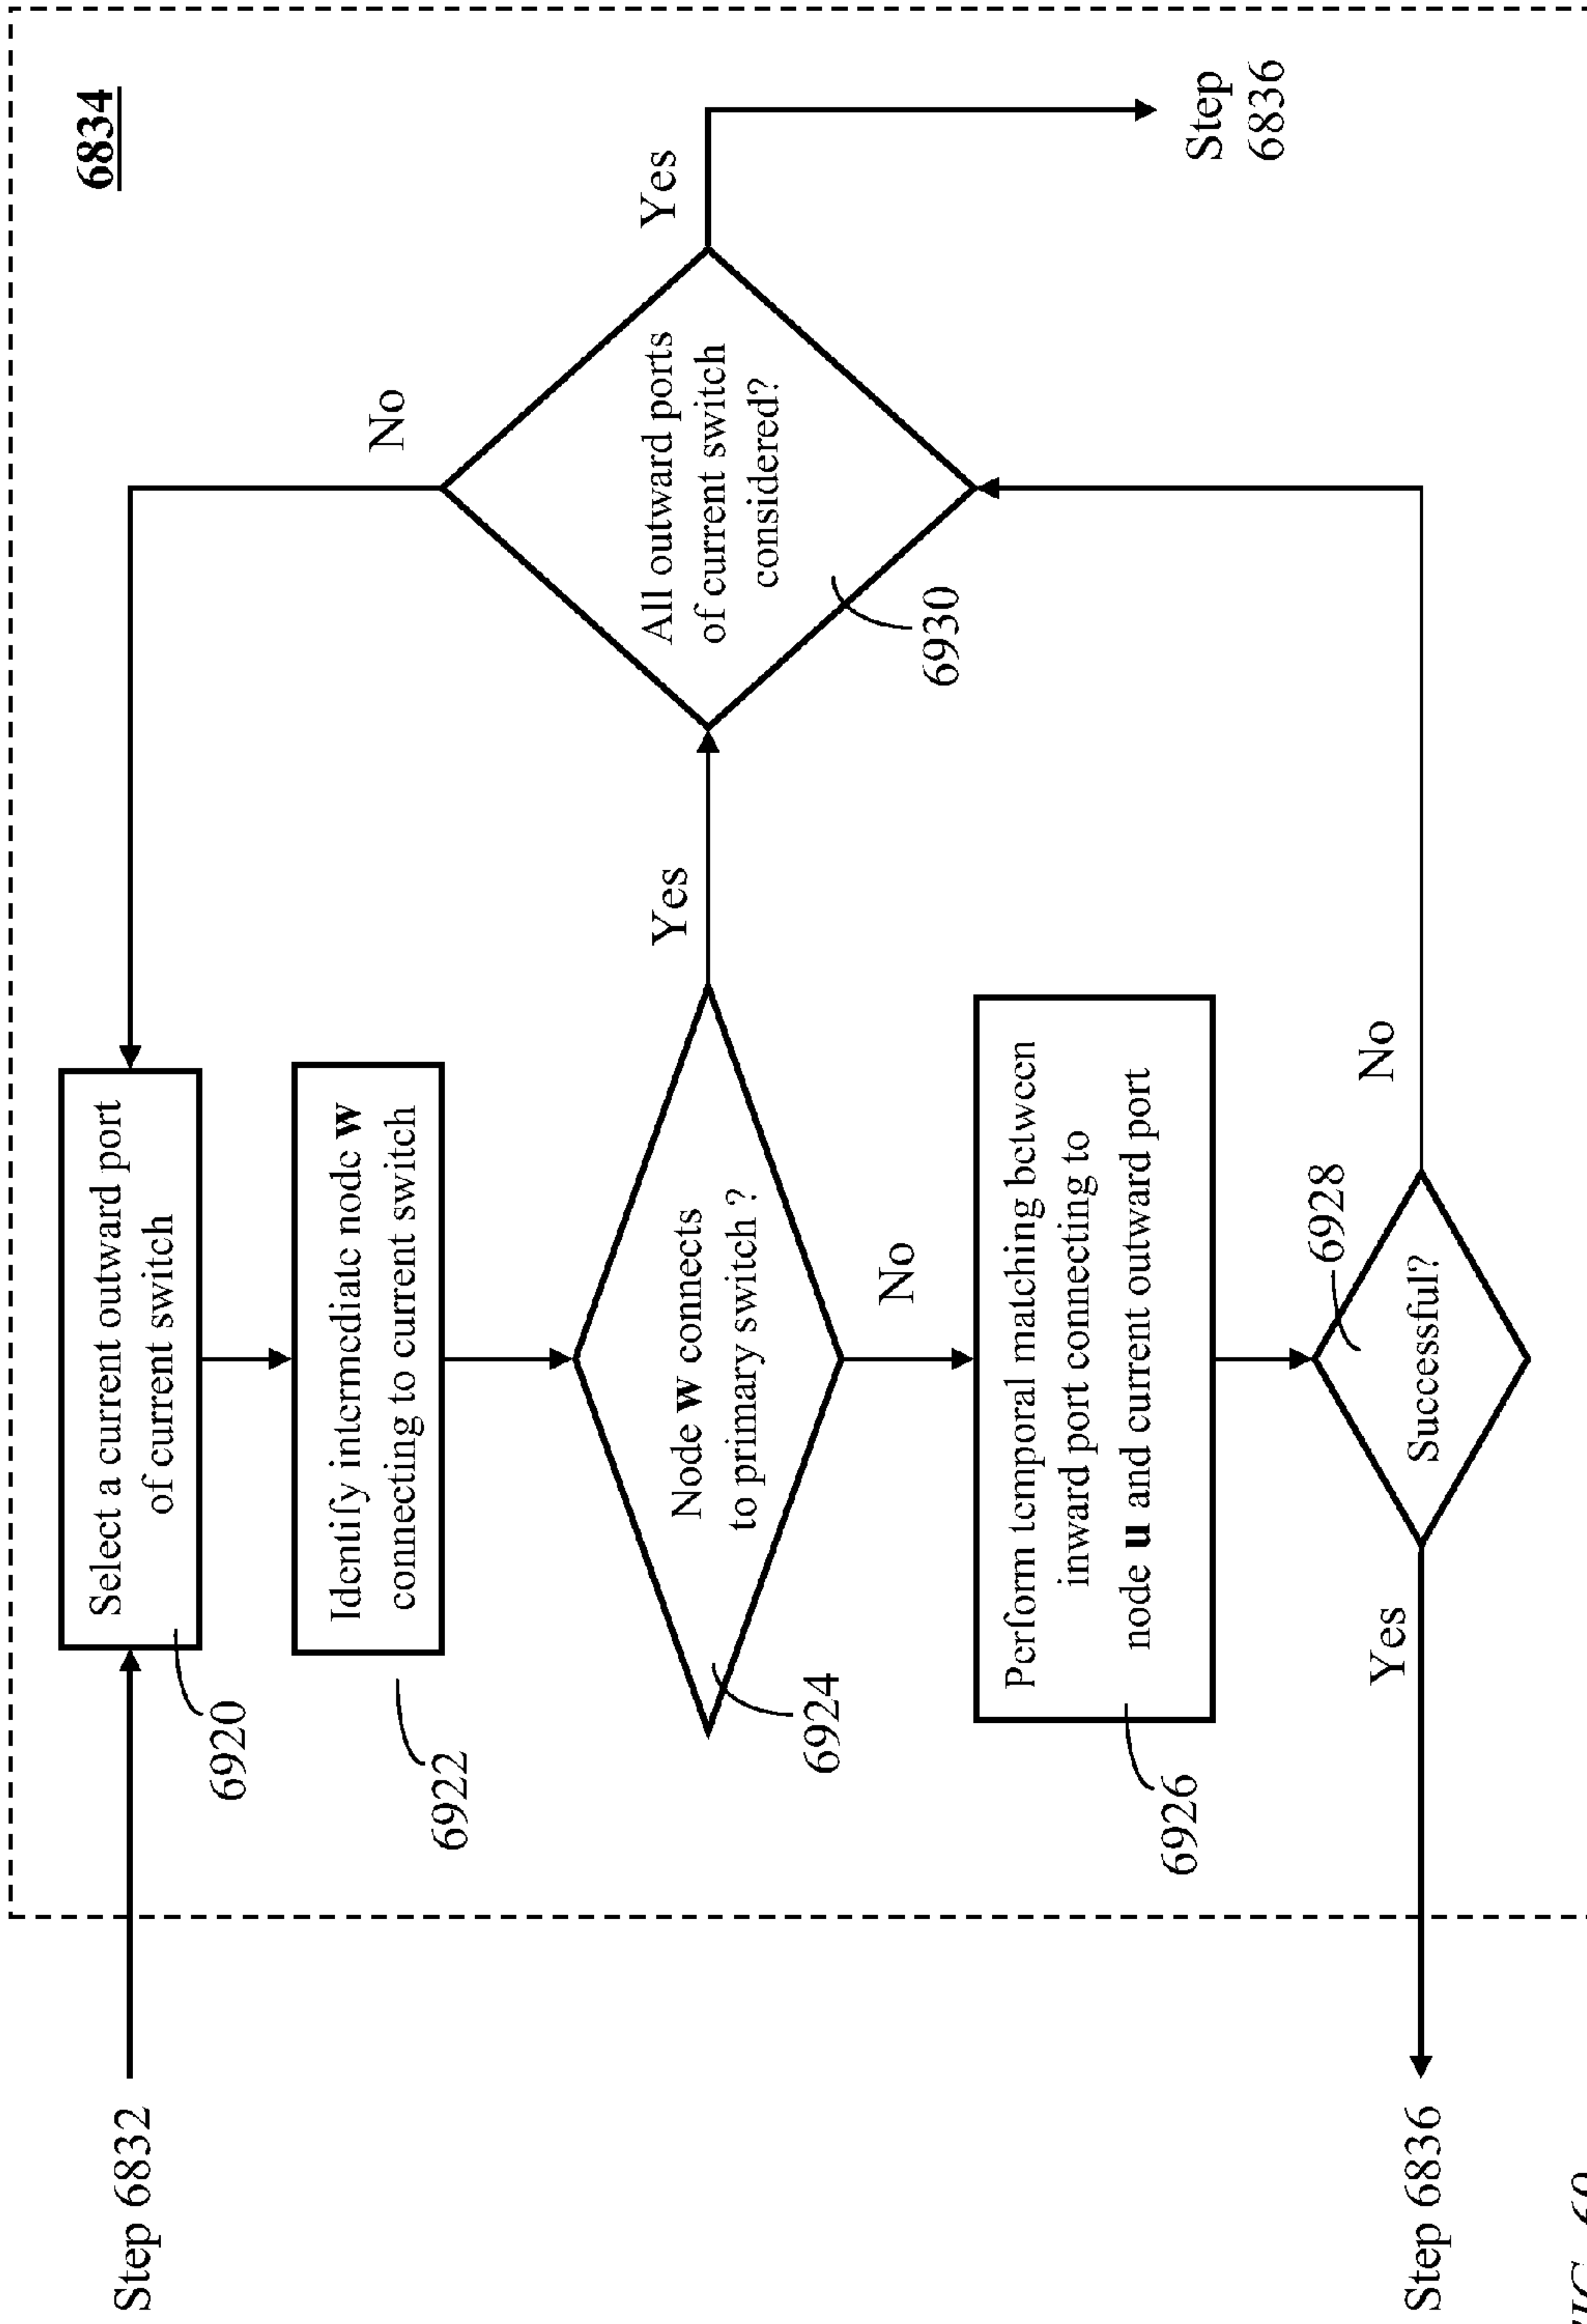 6834
Step 6832
Select a current outward port
of current switch
6920
Identify intermediate node w
connecting to current switch
6922
Node w connects
to primary switch ?
6924
Yes
No
All outward ports
of current switch
considered?
6930
No
Yes
Step
6836
Perform temporal matching between
inward port connecting to
node u and current outward port
6926
Successful?
6928
No
Yes
Step 6836